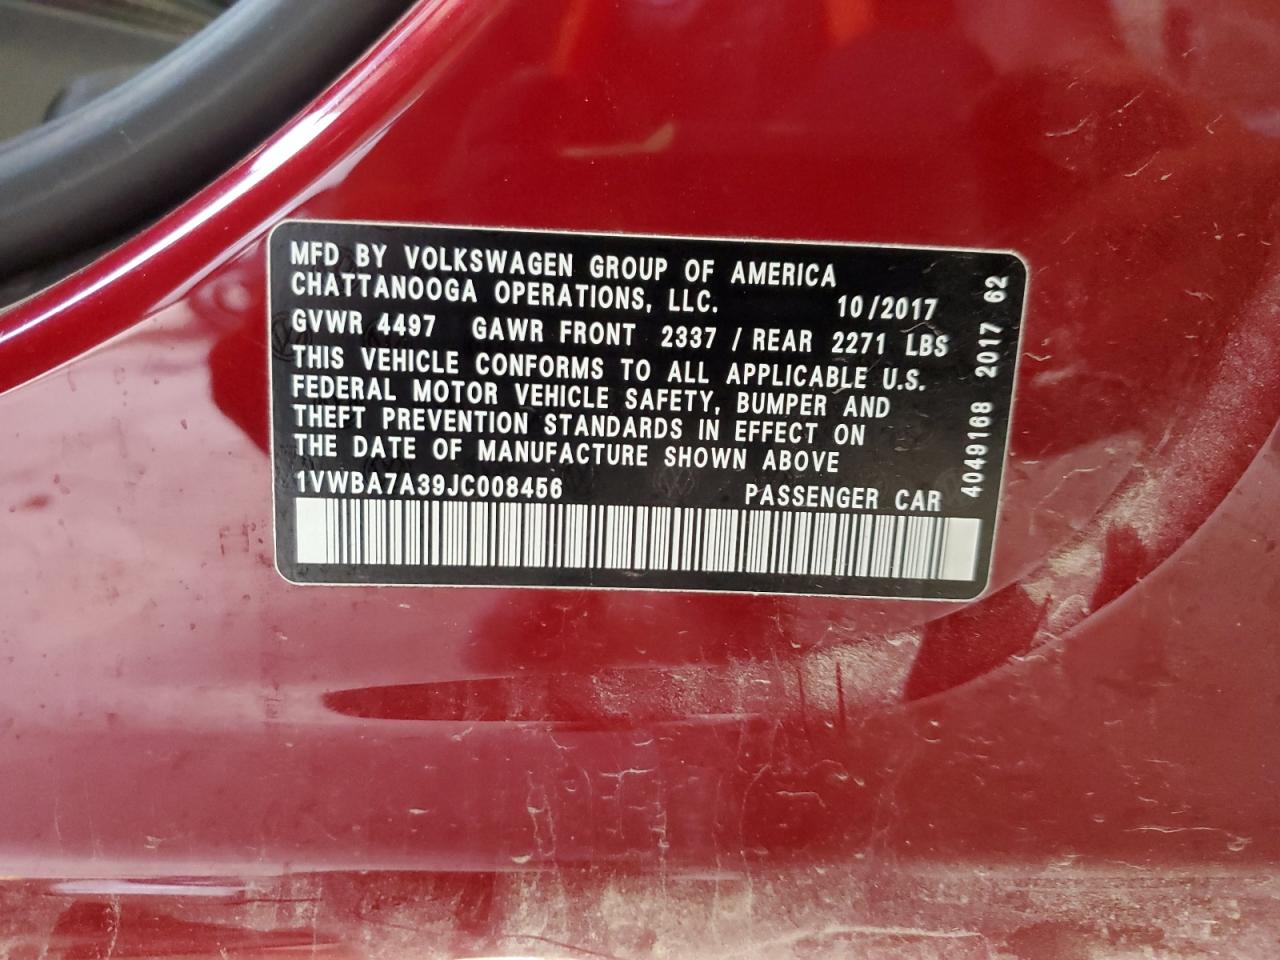 MFD BY VOLKSWAGEN GROUP OF AMERICA
CHATTANOOGA OPERATIONS, LLC. 10/2017
GVWR 4497 GAWR FRONT 2337 / REAR 2271 LBS
THIS VEHICLE CONFORMS TO ALL APPLICABLE U.S.
FEDERAL MOTOR VEHICLE SAFETY, BUMPER AND
THEFT PREVENTION STANDARDS IN EFFECT ON
THE DATE OF MANUFACTURE SHOWN ABOVE
1VWBA7A39JC008456 PASSENGER CAR
4049168 2017 62